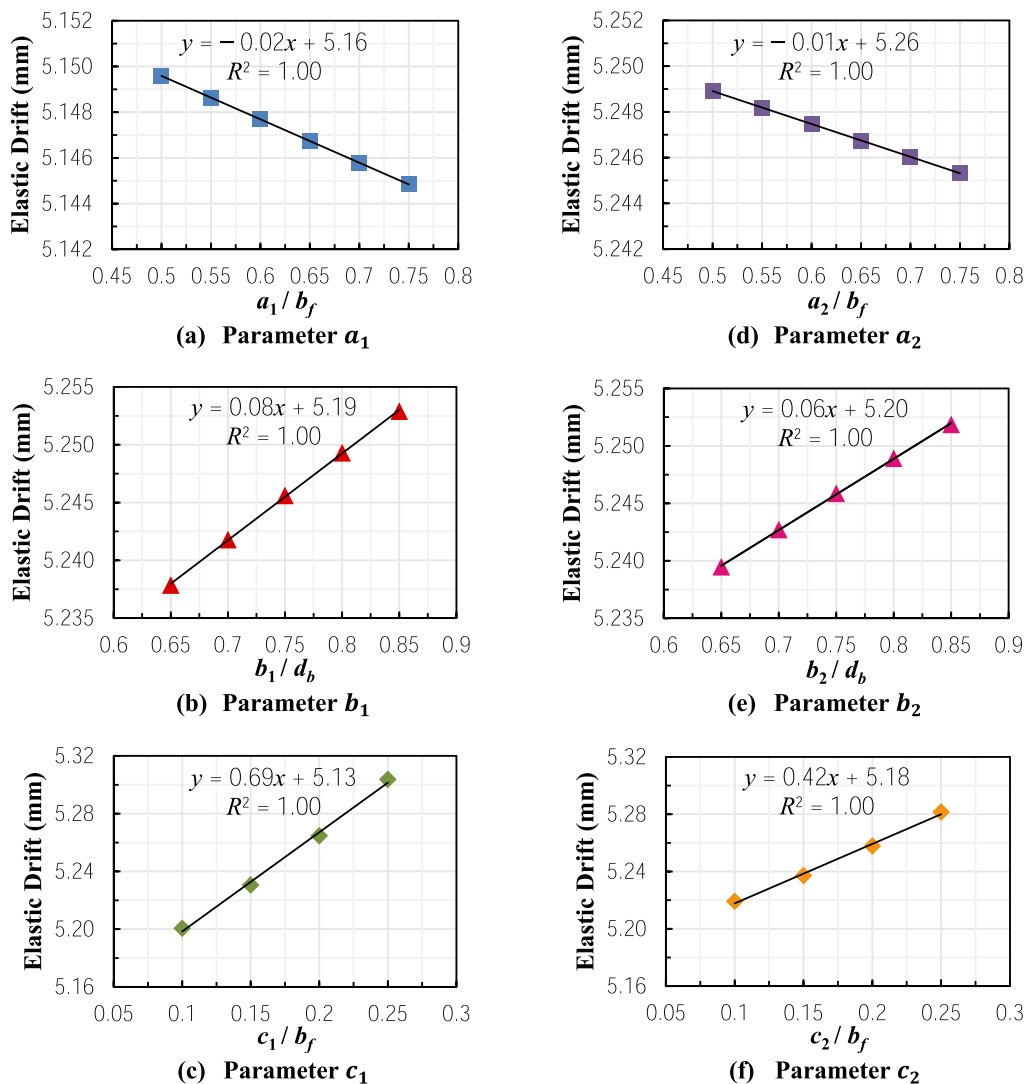 Elastic Drift (mm)
5.152
5.150
5.148
5.146
5.144
5.142
y = −0.02x + 5.16
R² = 1.00
0.45 0.5 0.55 0.6 0.65 0.7 0.75 0.8
a₁ / b_f
(a) Parameter a₁
Elastic Drift (mm)
5.252
5.250
5.248
5.246
5.244
5.242
y = −0.01x + 5.26
R² = 1.00
0.45 0.5 0.55 0.6 0.65 0.7 0.75 0.8
a₂ / b_f
(d) Parameter a₂
Elastic Drift (mm)
5.255
5.250
5.245
5.240
5.235
y = 0.08x + 5.19
R² = 1.00
0.6 0.65 0.7 0.75 0.8 0.85 0.9
b₁ / d_b
(b) Parameter b₁
Elastic Drift (mm)
5.255
5.250
5.245
5.240
5.235
y = 0.06x + 5.20
R² = 1.00
0.6 0.65 0.7 0.75 0.8 0.85 0.9
b₂ / d_b
(e) Parameter b₂
Elastic Drift (mm)
5.32
5.28
5.24
5.20
5.16
y = 0.69x + 5.13
R² = 1.00
0.05 0.1 0.15 0.2 0.25 0.3
c₁ / b_f
(c) Parameter c₁
Elastic Drift (mm)
5.32
5.28
5.24
5.20
5.16
y = 0.42x + 5.18
R² = 1.00
0.05 0.1 0.15 0.2 0.25 0.3
c₂ / b_f
(f) Parameter c₂